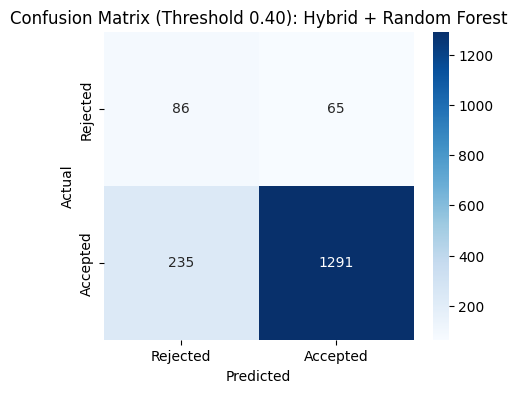 Confusion Matrix (Threshold 0.40): Hybrid + Random Forest
Actual
Rejected
Accepted
86 65
235 1291
Rejected Accepted
Predicted
1200
1000
800
600
400
200